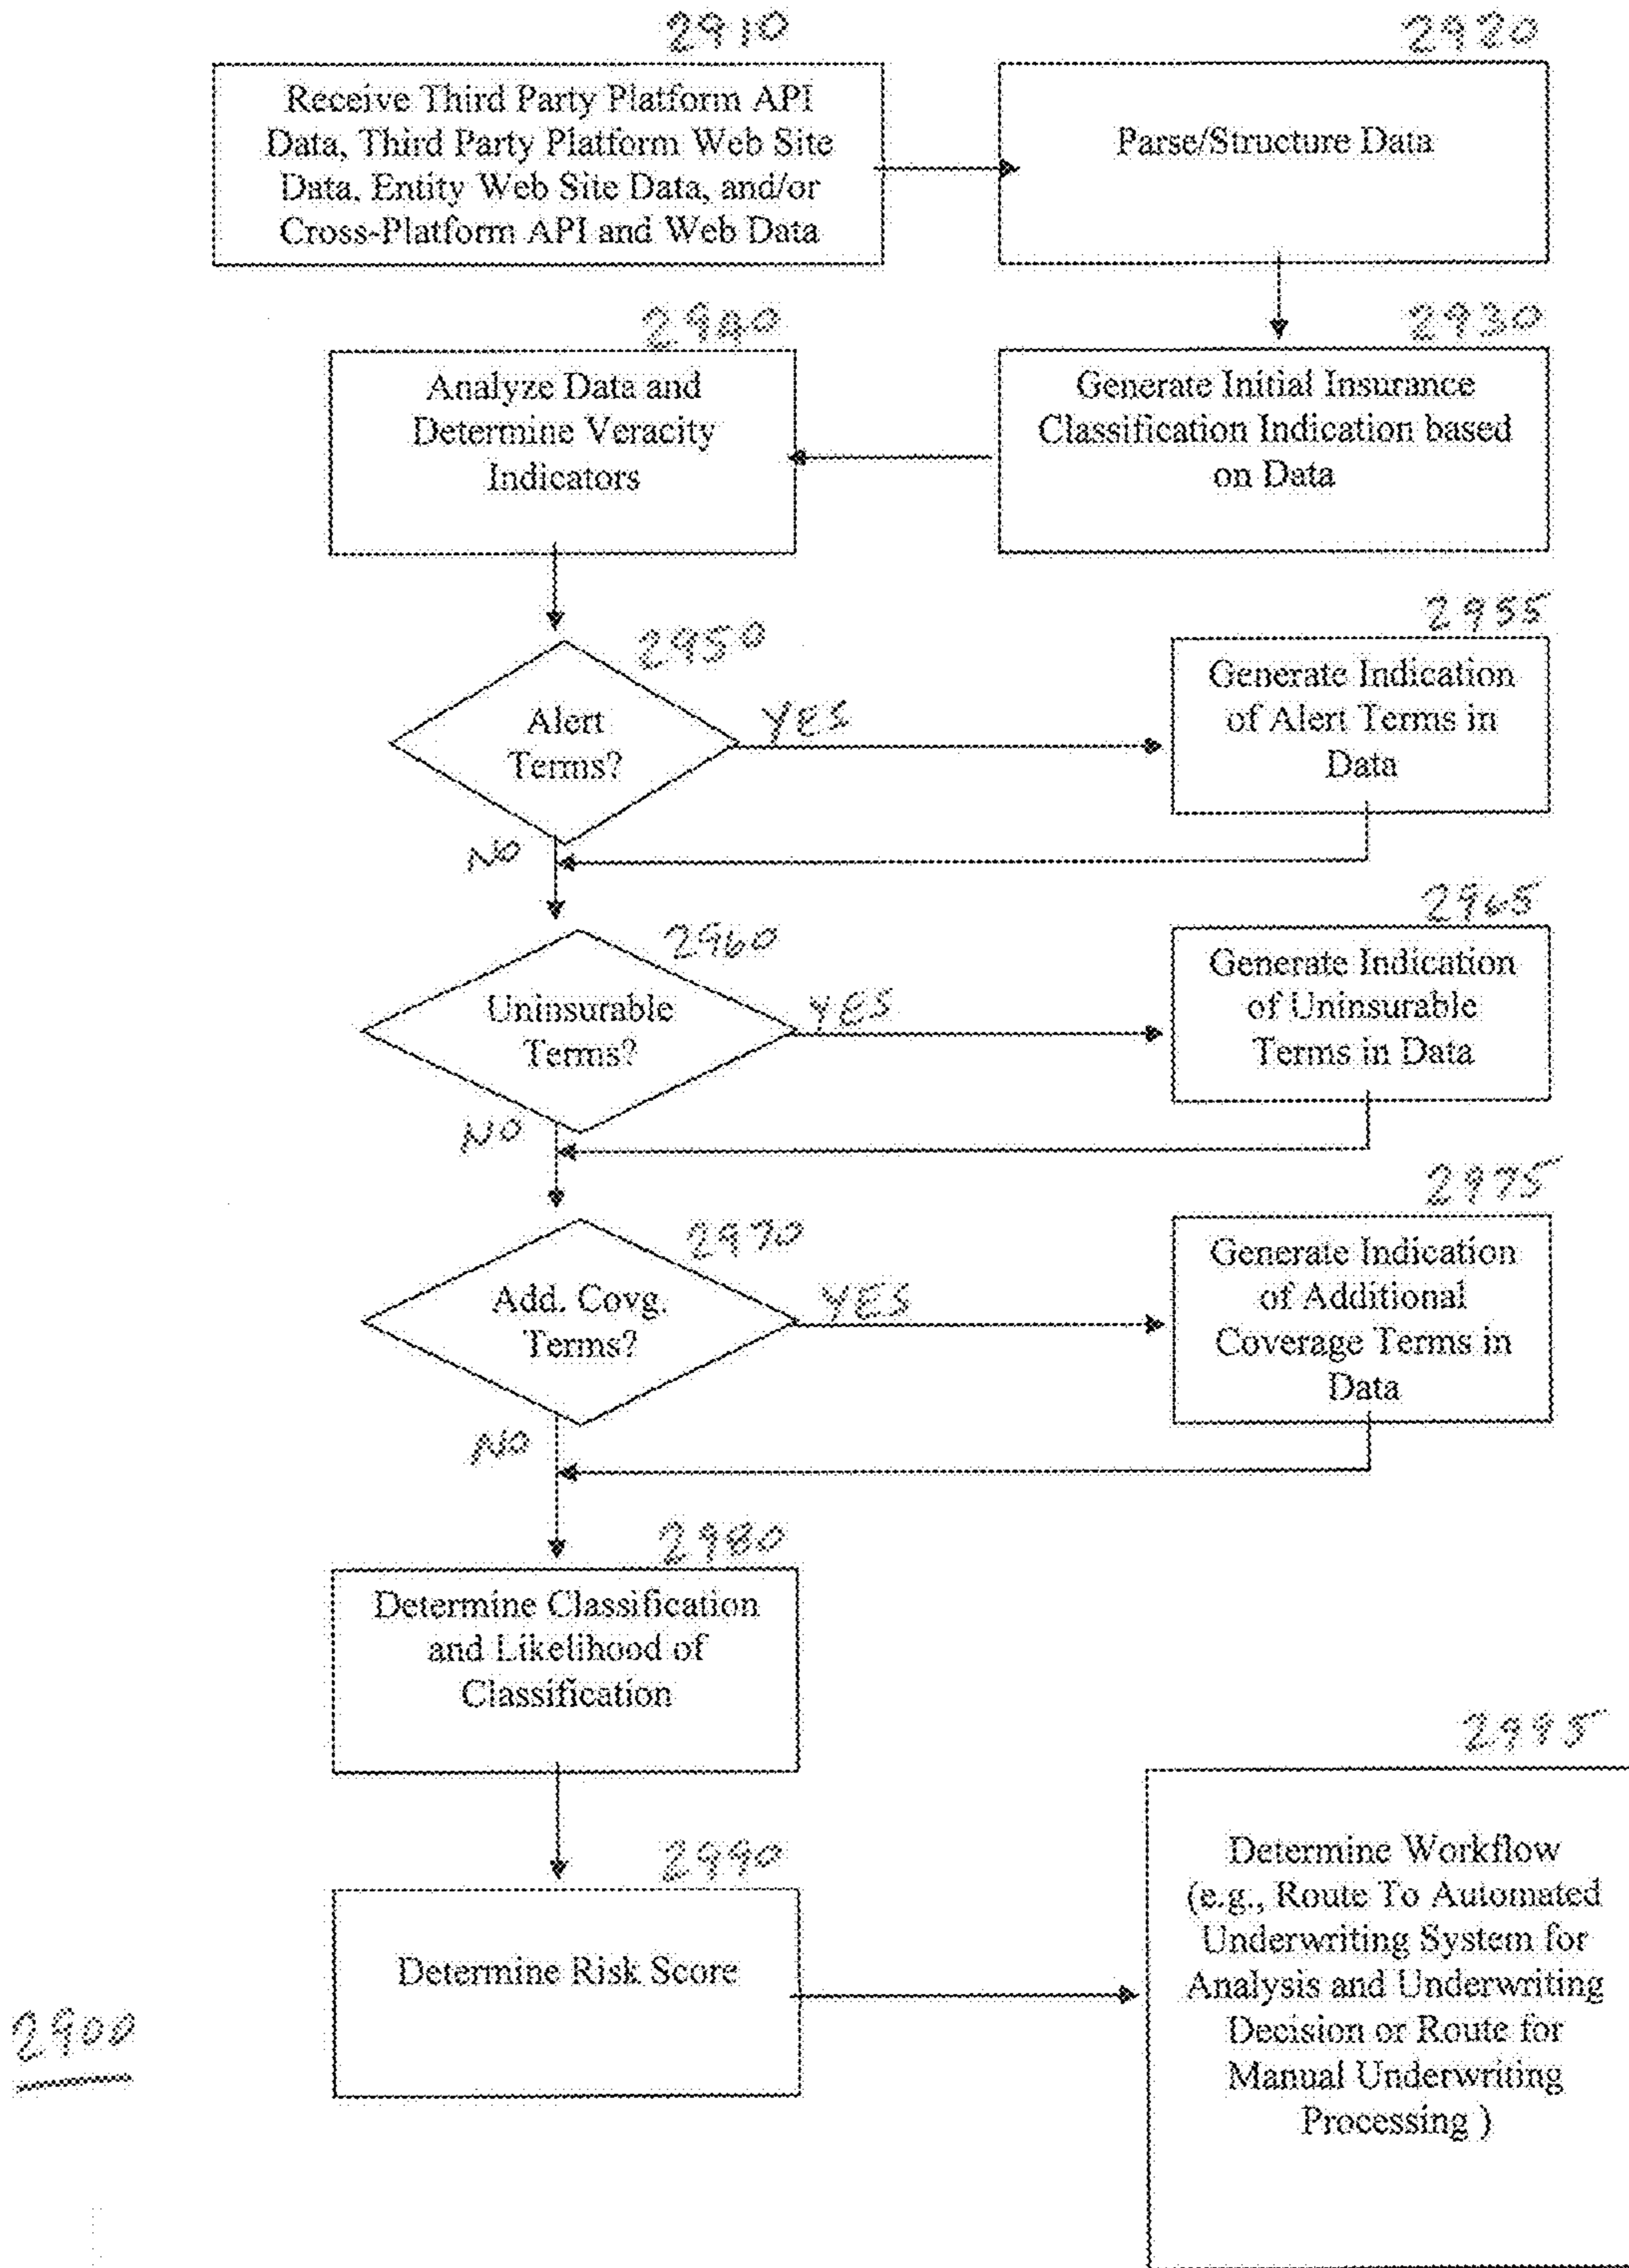 2910
Receive Third Party Platform API
Data, Third Party Platform Web Site
Data, Entity Web Site Data, and/or
Cross-Platform API and Web Data
2920
Parse/Structure Data
2930
Generate Initial Insurance
Classification Indication based
on Data
2940
Analyze Data and
Determine Veracity
Indicators
2950
Alert
Terms?
YES
NO
2955
Generate Indication
of Alert Terms in
Data
2960
Uninsurable
Terms?
YES
NO
2965
Generate Indication
of Uninsurable
Terms in Data
2970
Add. Covg.
Terms?
YES
NO
2975
Generate Indication
of Additional
Coverage Terms in
Data
2980
Determine Classification
and Likelihood of
Classification
2990
Determine Risk Score
2995
Determine Workflow
(e.g., Route To Automated
Underwriting System for
Analysis and Underwriting
Decision or Route for
Manual Underwriting
Processing )
2900